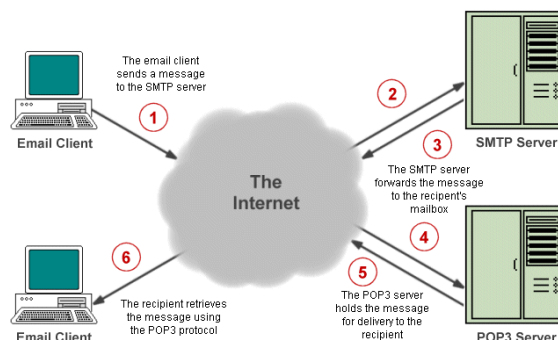 The email client
sends a message
to the SMTP server
1
Email Client
2
3
SMTP Server
The SMTP server
forwards the message
to the recipent's
mailbox
The
Internet
4
5
The POP3 server
holds the message
for delivery to the
recipient
POP3 Server
6
The recipient retrieves
the message using
the POP3 protocol
Email Client